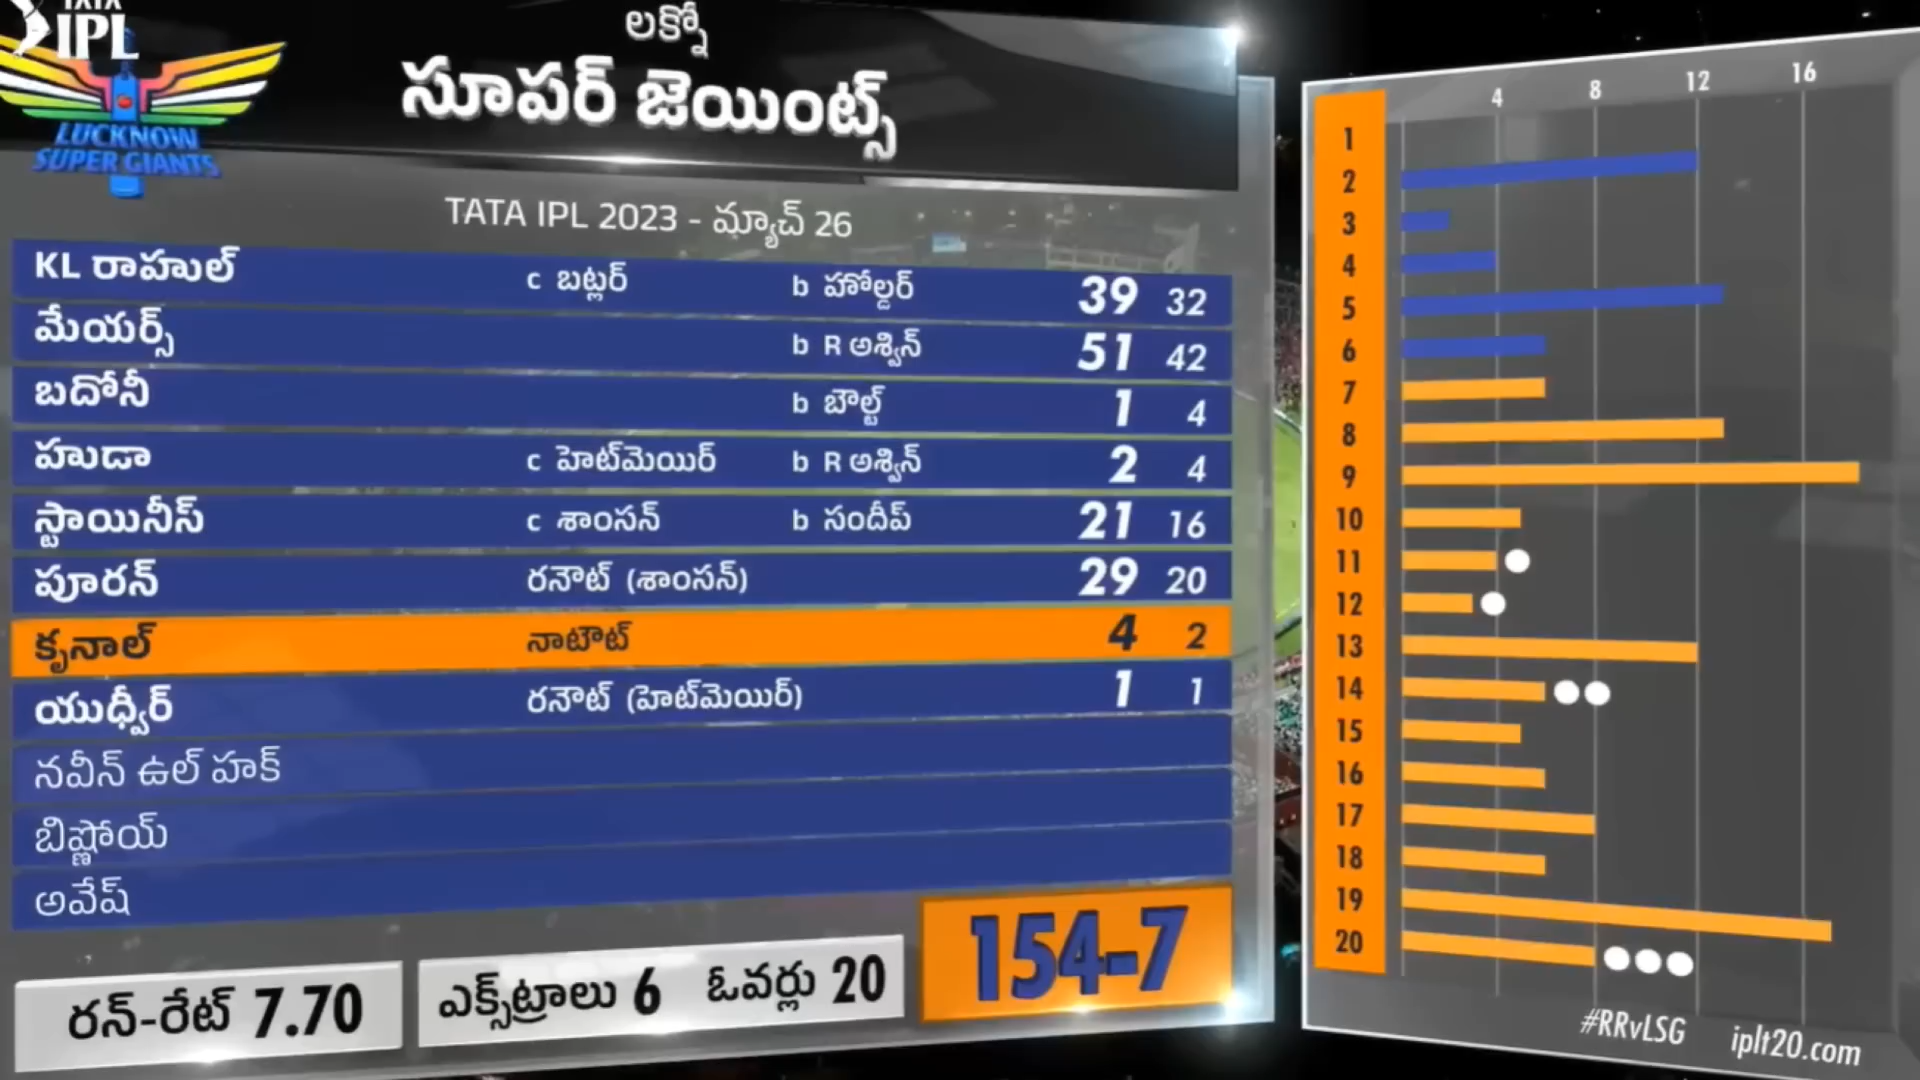 TATA
IPL
LUCKNOW
SUPER GIANTS
లక్నో
సూపర్ జెయింట్స్
TATA IPL 2023 - మ్యాచ్ 26
KL రాహుల్ c బట్లర్ b హోల్డర్ 39 32
మేయర్స్ b R అశ్విన్ 51 42
బదోనీ b బౌల్ట్ 1 4
హుడా c హెట్‌మెయిర్ b R అశ్విన్ 2 4
స్టాయినీస్ c శాంసన్ b సందీప్ 21 16
పూరన్ రనౌట్ (శాంసన్) 29 20
కృనాల్ నాటౌట్ 4 2
యుధ్వీర్ రనౌట్ (హెట్‌మెయిర్) 1 1
నవీన్ ఉల్ హక్
బిష్ణోయ్
అవేష్
రన్-రేట్ 7.70 ఎక్స్‌ట్రాలు 6 ఓవర్లు 20 154-7
4 8 12 16
1
2
3
4
5
6
7
8
9
10
11
12
13
14
15
16
17
18
19
20
#RRvLSG iplt20.com